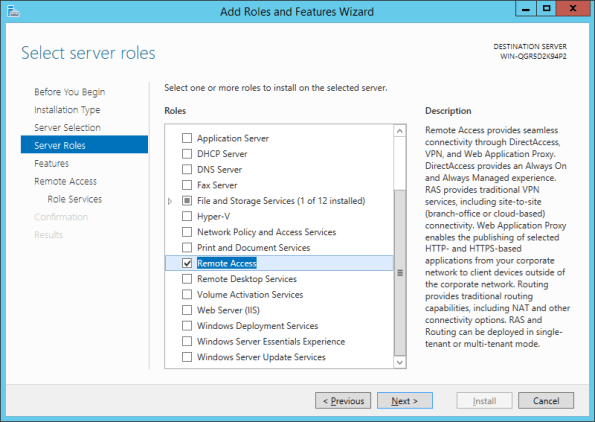 Add Roles and Features Wizard
Select server roles
DESTINATION SERVER
WIN-QGR5D2K94P2
Before You Begin
Installation Type
Server Selection
Server Roles
Features
Remote Access
Role Services
Confirmation
Results
Select one or more roles to install on the selected server.
Roles
Application Server
DHCP Server
DNS Server
Fax Server
File and Storage Services (1 of 12 installed)
Hyper-V
Network Policy and Access Services
Print and Document Services
Remote Access
Remote Desktop Services
Volume Activation Services
Web Server (IIS)
Windows Deployment Services
Windows Server Essentials Experience
Windows Server Update Services
Description
Remote Access provides seamless
connectivity through DirectAccess,
VPN, and Web Application Proxy.
DirectAccess provides an Always On
and Always Managed experience.
RAS provides traditional VPN
services, including site-to-site
(branch-office or cloud-based)
connectivity. Web Application Proxy
enables the publishing of selected
HTTP- and HTTPS-based
applications from your corporate
network to client devices outside of
the corporate network. Routing
provides traditional routing
capabilities, including NAT and other
connectivity options. RAS and
Routing can be deployed in single-
tenant or multi-tenant mode.
< Previous
Next >
Install
Cancel